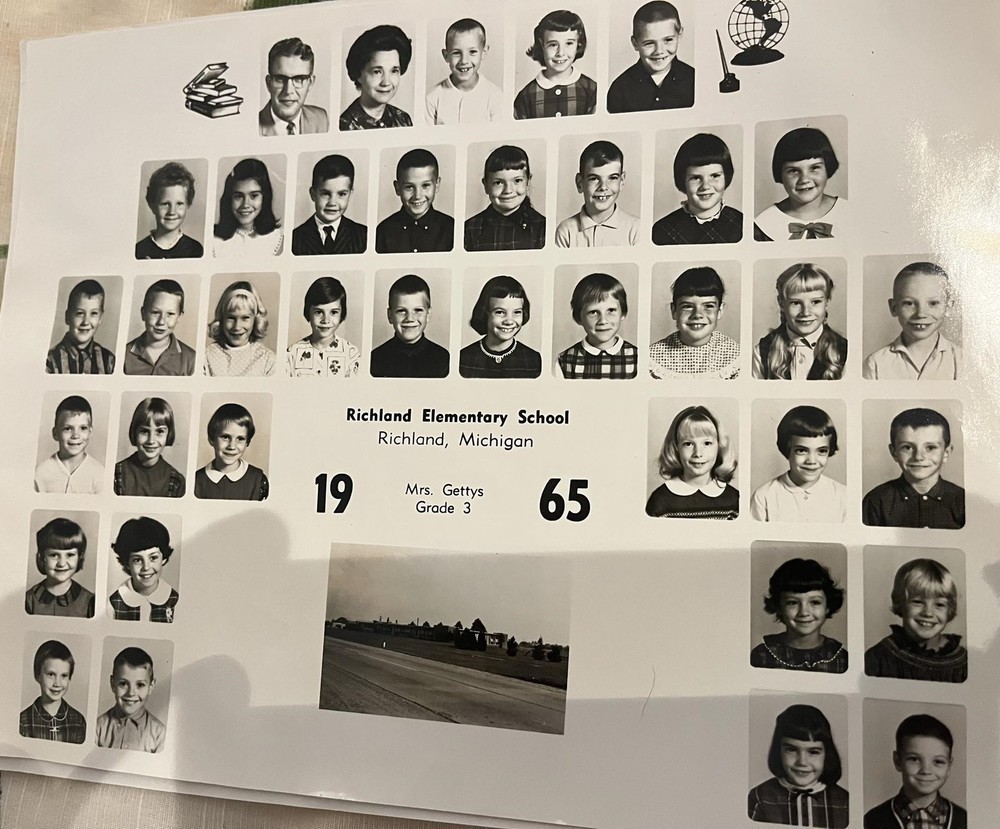 Richland Elementary School
Richland, Michigan
19 65
Mrs. Gettys
Grade 3